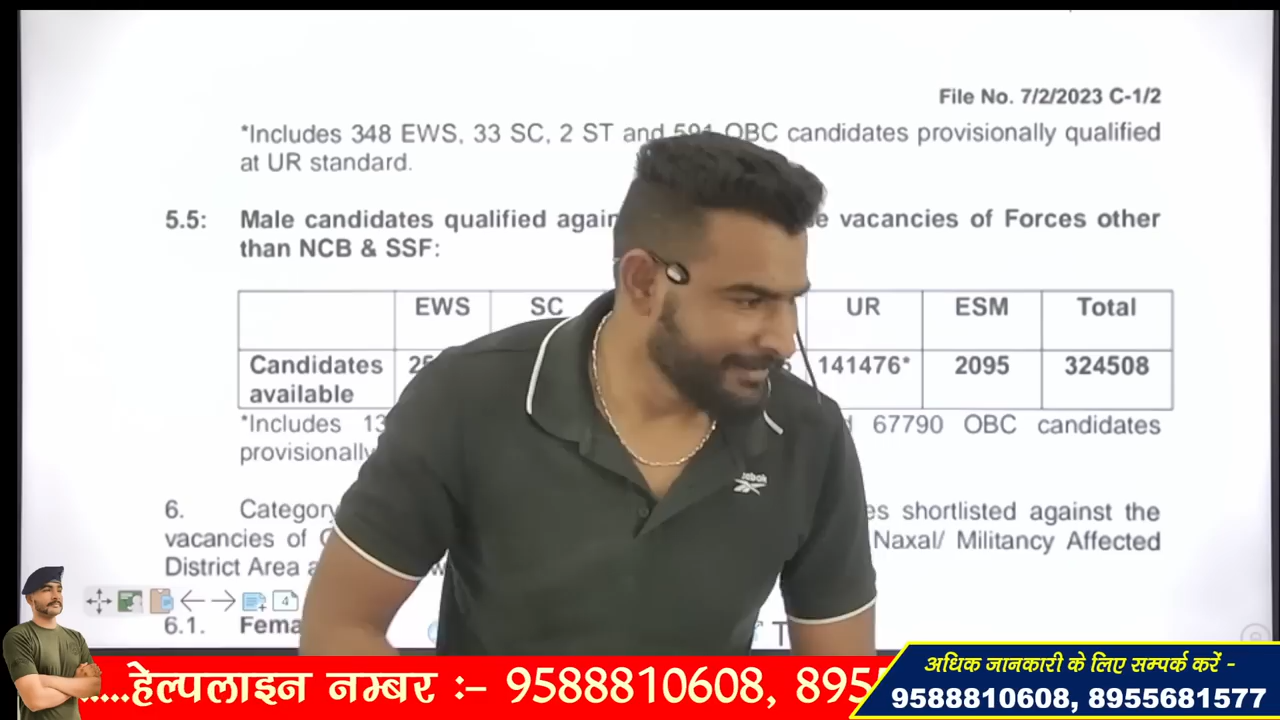 File No. 7/2/2023 C-1/2
*Includes 348 EWS, 33 SC, 2 ST and 591 OBC candidates provisionally qualified
at UR standard.
5.5: Male candidates qualified vacancies of Forces other
than NCB & SSF:
EWS SC UR ESM Total
Candidates 141476* 2095 324508
available
*Includes 67790 OBC candidates
provisionally
6. Category shortlisted against the
vacancies of Naxal/ Militancy Affected
District Area
4
6.1.
Reebok
.....हेल्पलाइन नम्बर :– 9588810608,
अधिक जानकारी के लिए सम्पर्क करें -
9588810608, 8955681577